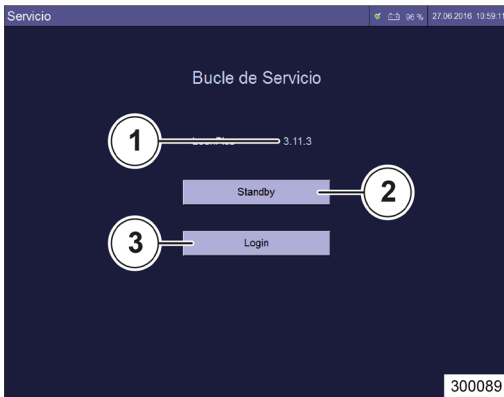 Servicio 96 % 27.06.2016 10:59:11
Bucle de Servicio
1 3.11.3
Standby 2
3 Login
300089